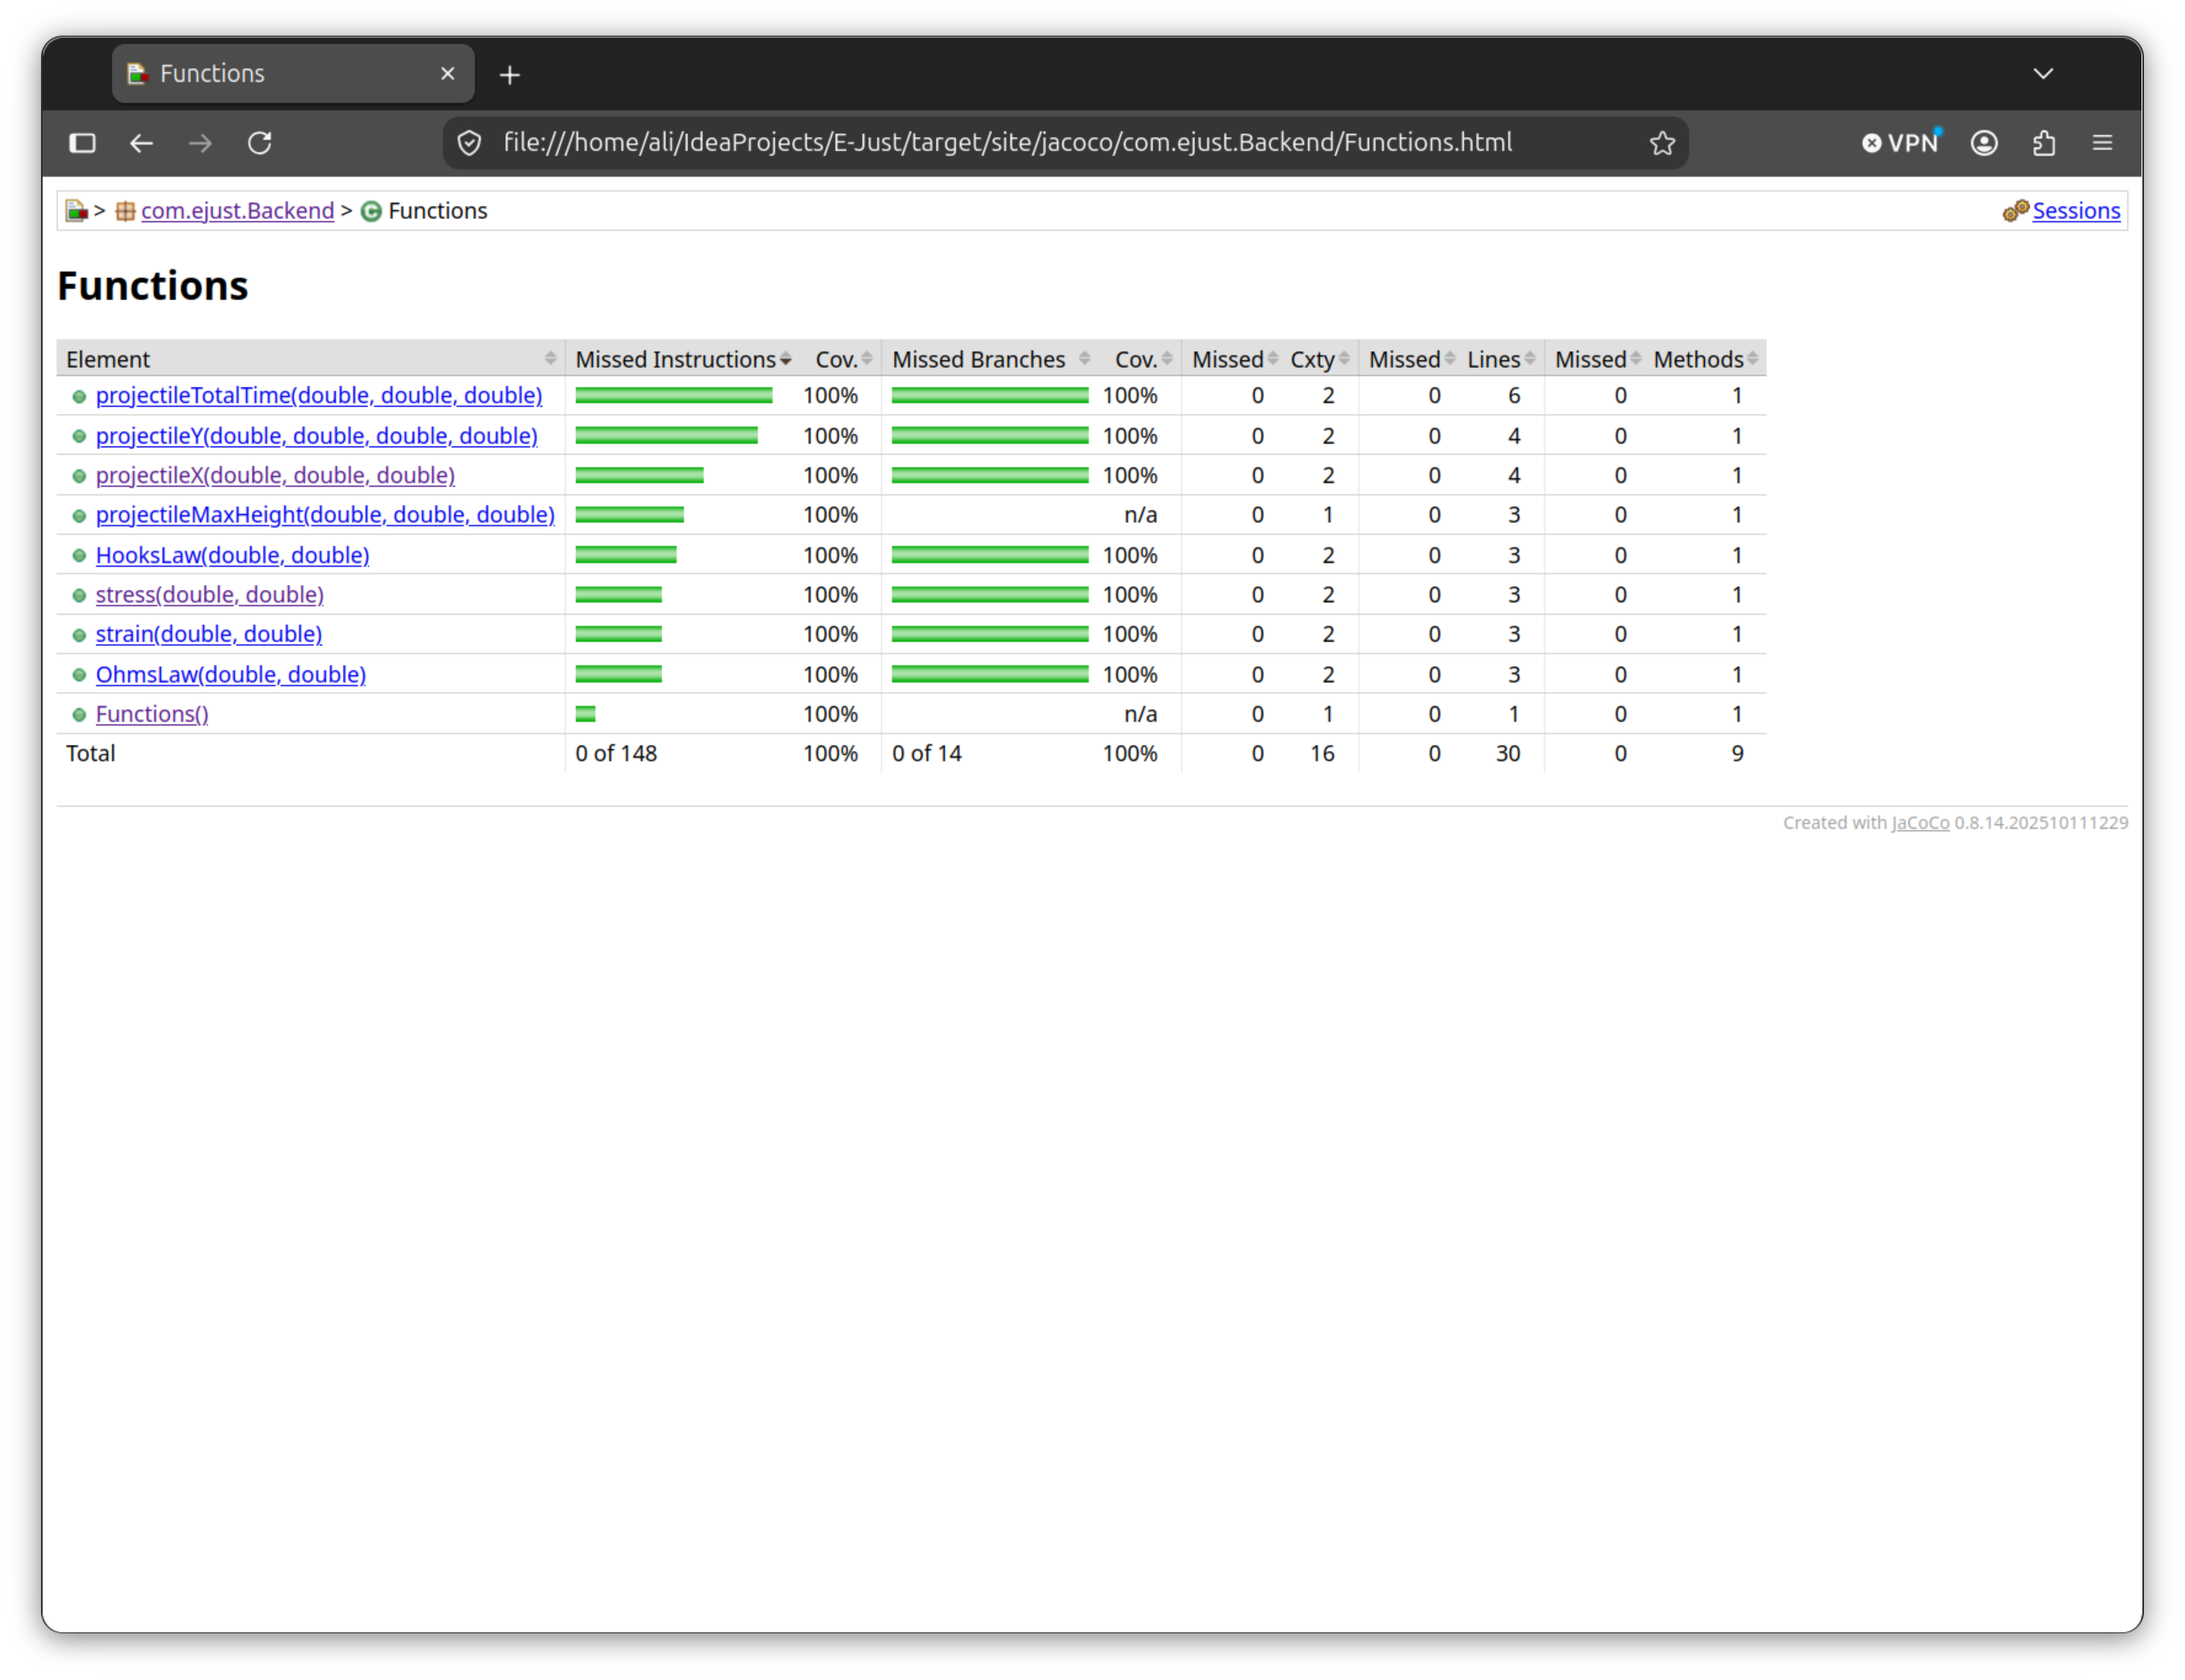 Functions
file:///home/ali/IdeaProjects/E-Just/target/site/jacoco/com.ejust.Backend/Functions.html VPN
> com.ejust.Backend > Functions Sessions
Functions
Element Missed Instructions Cov. Missed Branches Cov. Missed Cxty Missed Lines Missed Methods
projectileTotalTime(double, double, double) 100% 100% 0 2 0 6 0 1
projectileY(double, double, double, double) 100% 100% 0 2 0 4 0 1
projectileX(double, double, double) 100% 100% 0 2 0 4 0 1
projectileMaxHeight(double, double, double) 100% n/a 0 1 0 3 0 1
HooksLaw(double, double) 100% 100% 0 2 0 3 0 1
stress(double, double) 100% 100% 0 2 0 3 0 1
strain(double, double) 100% 100% 0 2 0 3 0 1
OhmsLaw(double, double) 100% 100% 0 2 0 3 0 1
Functions() 100% n/a 0 1 0 1 0 1
Total 0 of 148 100% 0 of 14 100% 0 16 0 30 0 9
Created with JaCoCo 0.8.14.202510111229